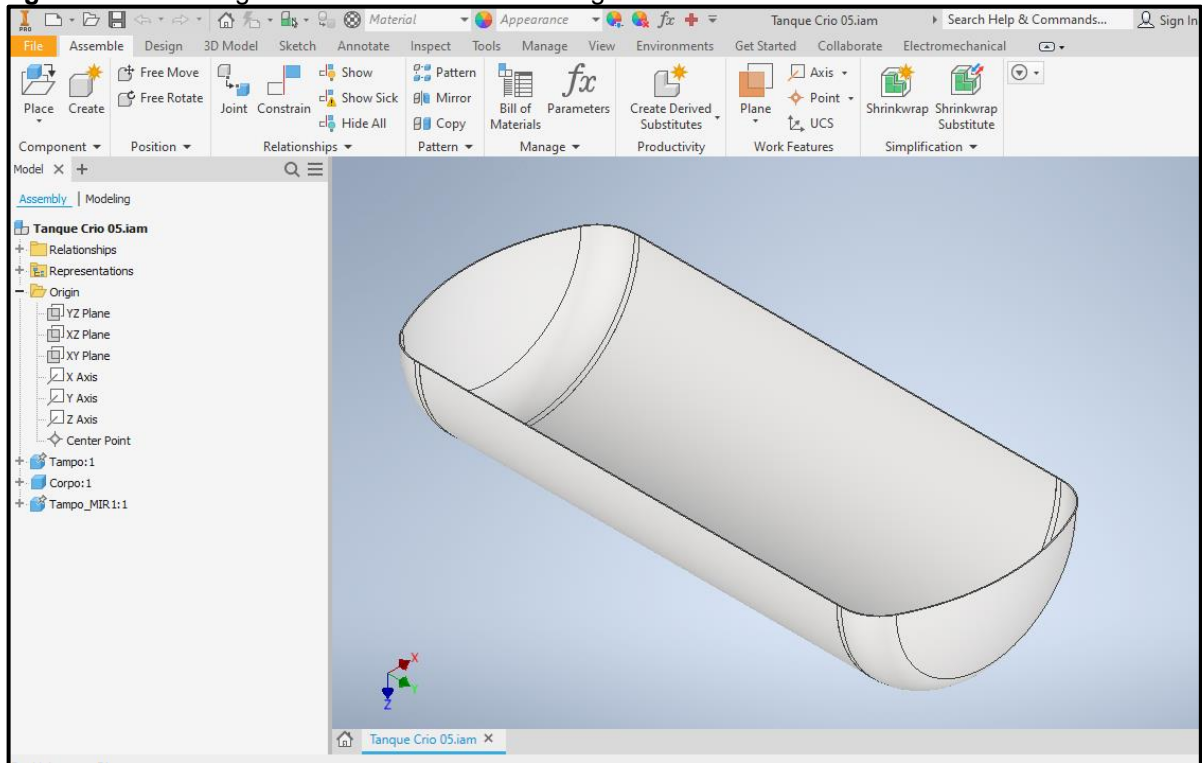 PRO
Material
Appearance
fx
Tanque Crio 05.iam
Search Help & Commands...
Sign In
File Assemble Design 3D Model Sketch Annotate Inspect Tools Manage View Environments Get Started Collaborate Electromechanical
Free Move
Free Rotate
Place Create
Joint Constrain
Show
Show Sick
Hide All
Pattern
Mirror
Copy
Bill of
Materials
fx
Parameters
Create Derived
Substitutes
Plane
Axis
Point
UCS
Shrinkwrap
Shrinkwrap
Substitute
Component Position Relationships Pattern Manage Productivity Work Features Simplification
Model X +
Assembly | Modeling
Tanque Crio 05.iam
Relationships
Representations
Origin
YZ Plane
XZ Plane
XY Plane
X Axis
Y Axis
Z Axis
Center Point
Tampo:1
Corpo:1
Tampo_MIR1:1
X
Y
Z
Tanque Crio 05.iam X